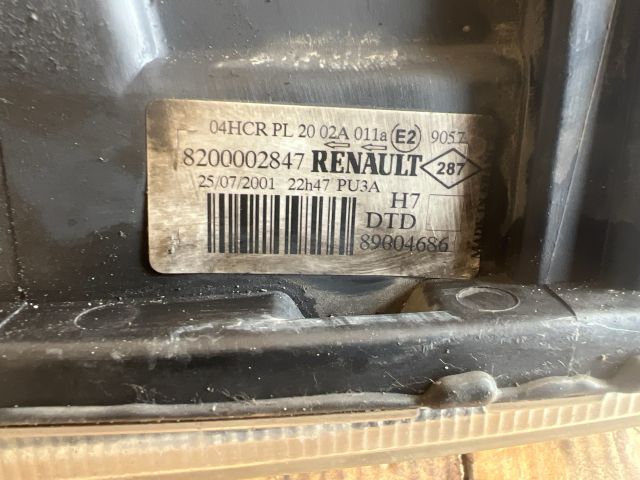 04HCR PL 20 02A 011a E2 9057
8200002847 RENAULT 287
25/07/2001 22h47 PU3A
H7
DTD
89004686